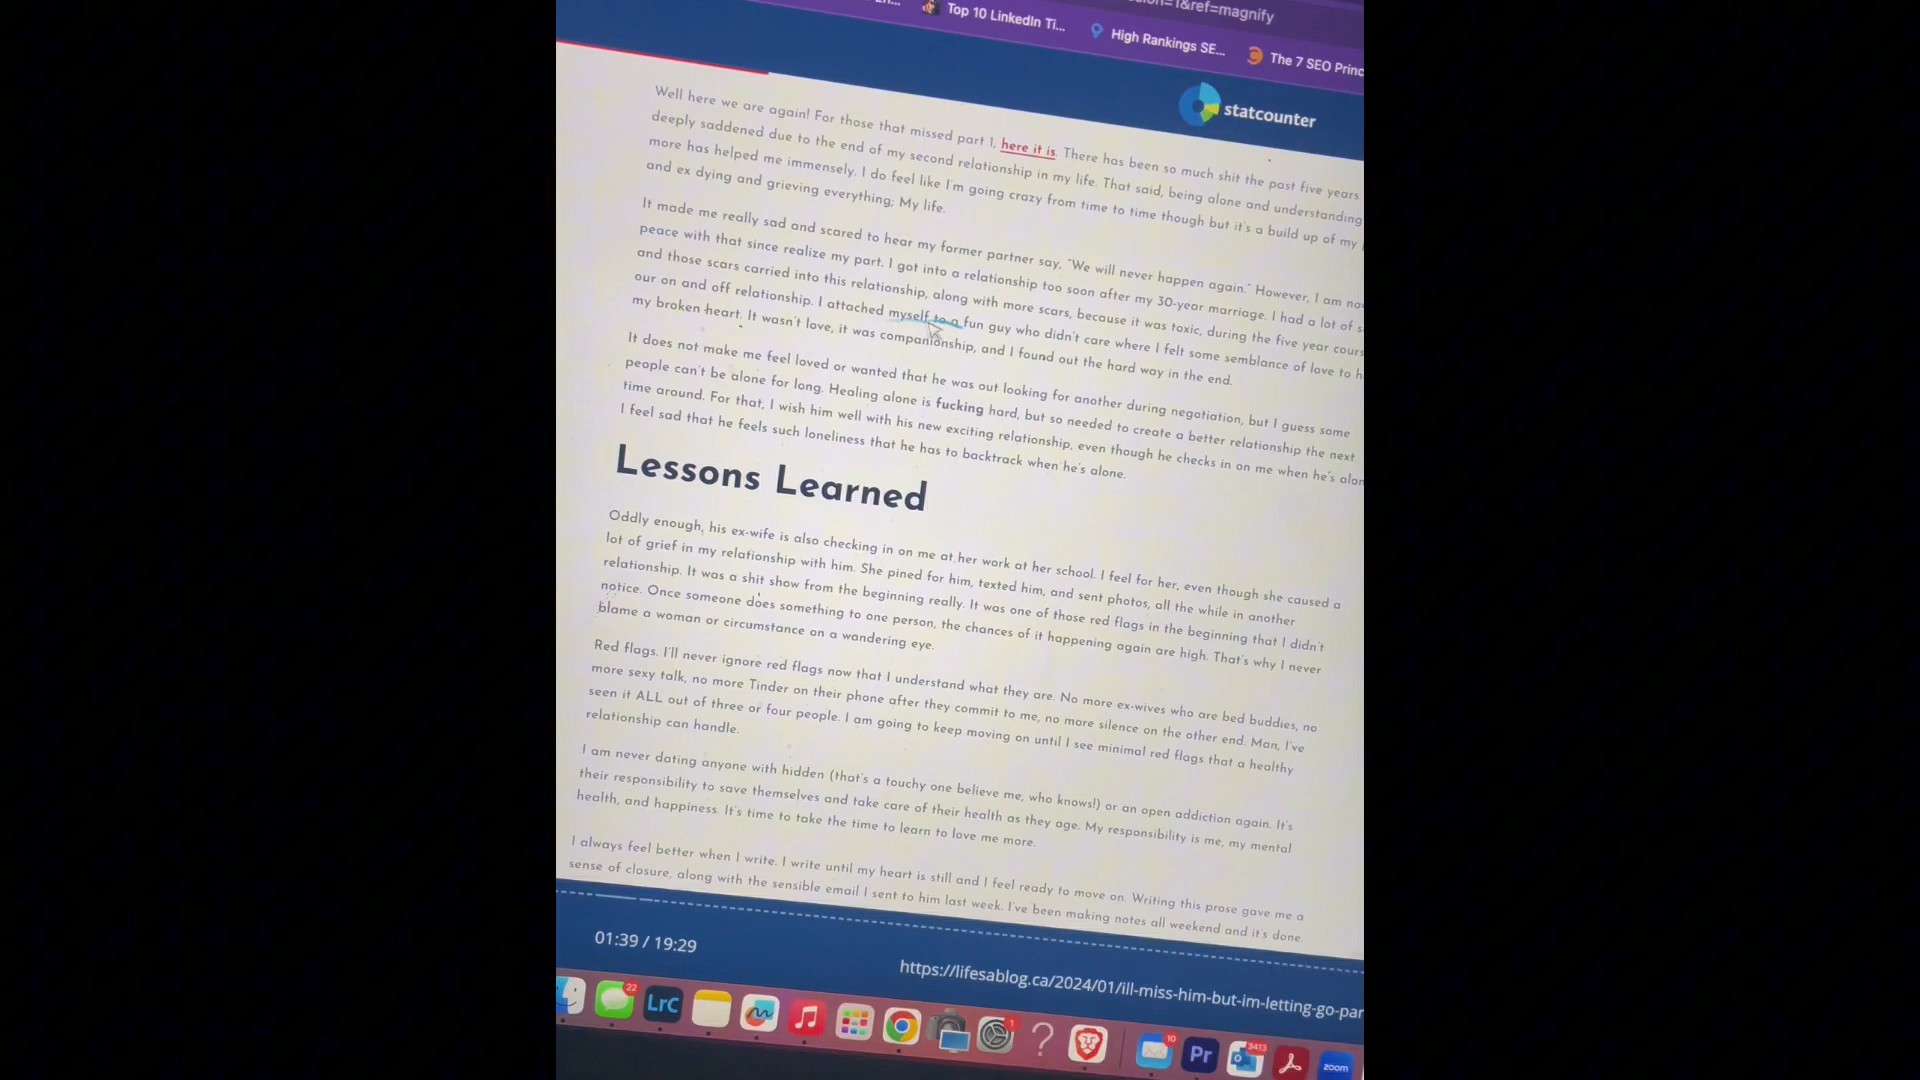 ssion=1&ref=magnify
Top 10 LinkedIn Ti...
High Rankings SE...
The 7 SEO Princ
statcounter
Well here we are again! For those that missed part 1, here it is. There has been so much shit the past five years
deeply saddened due to the end of my second relationship in my life. That said, being alone and understanding
more has helped me immensely. I do feel like I'm going crazy from time to time though but it's a build up of my
and ex dying and grieving everything; My life.
It made me really sad and scared to hear my former partner say, "We will never happen again." However, I am no
peace with that since realize my part. I got into a relationship too soon after my 30-year marriage. I had a lot of s
and those scars carried into this relationship, along with more scars, because it was toxic, during the five year cours
our on and off relationship. I attached myself to a fun guy who didn't care where I felt some semblance of love to h
my broken heart. It wasn't love, it was companionship, and I found out the hard way in the end.
It does not make me feel loved or wanted that he was out looking for another during negotiation, but I guess some
people can't be alone for long. Healing alone is fucking hard, but so needed to create a better relationship the next
time around. For that, I wish him well with his new exciting relationship, even though he checks in on me when he's alon
I feel sad that he feels such loneliness that he has to backtrack when he's alone.
Lessons Learned
Oddly enough, his ex-wife is also checking in on me at her work at her school. I feel for her, even though she caused a
lot of grief in my relationship with him. She pined for him, texted him, and sent photos, all the while in another
relationship. It was a shit show from the beginning really. It was one of those red flags in the beginning that I didn't
notice. Once someone does something to one person, the chances of it happening again are high. That's why I never
blame a woman or circumstance on a wandering eye.
Red flags. I'll never ignore red flags now that I understand what they are. No more ex-wives who are bed buddies, no
more sexy talk, no more Tinder on their phone after they commit to me, no more silence on the other end. Man, I've
seen it ALL out of three or four people. I am going to keep moving on until I see minimal red flags that a healthy
relationship can handle.
I am never dating anyone with hidden (that's a touchy one believe me, who knows!) or an open addiction again. It's
their responsibility to save themselves and take care of their health as they age. My responsibility is me, my mental
health, and happiness. It's time to take the time to learn to love me more.
I always feel better when I write. I write until my heart is still and I feel ready to move on. Writing this prose gave me a
sense of closure, along with the sensible email I sent to him last week. I've been making notes all weekend and it's done.
01:39 / 19:29
https://lifesablog.ca/2024/01/ill-miss-him-but-im-letting-go-par
22
LrC
1
?
10
Pr
3413
zoom